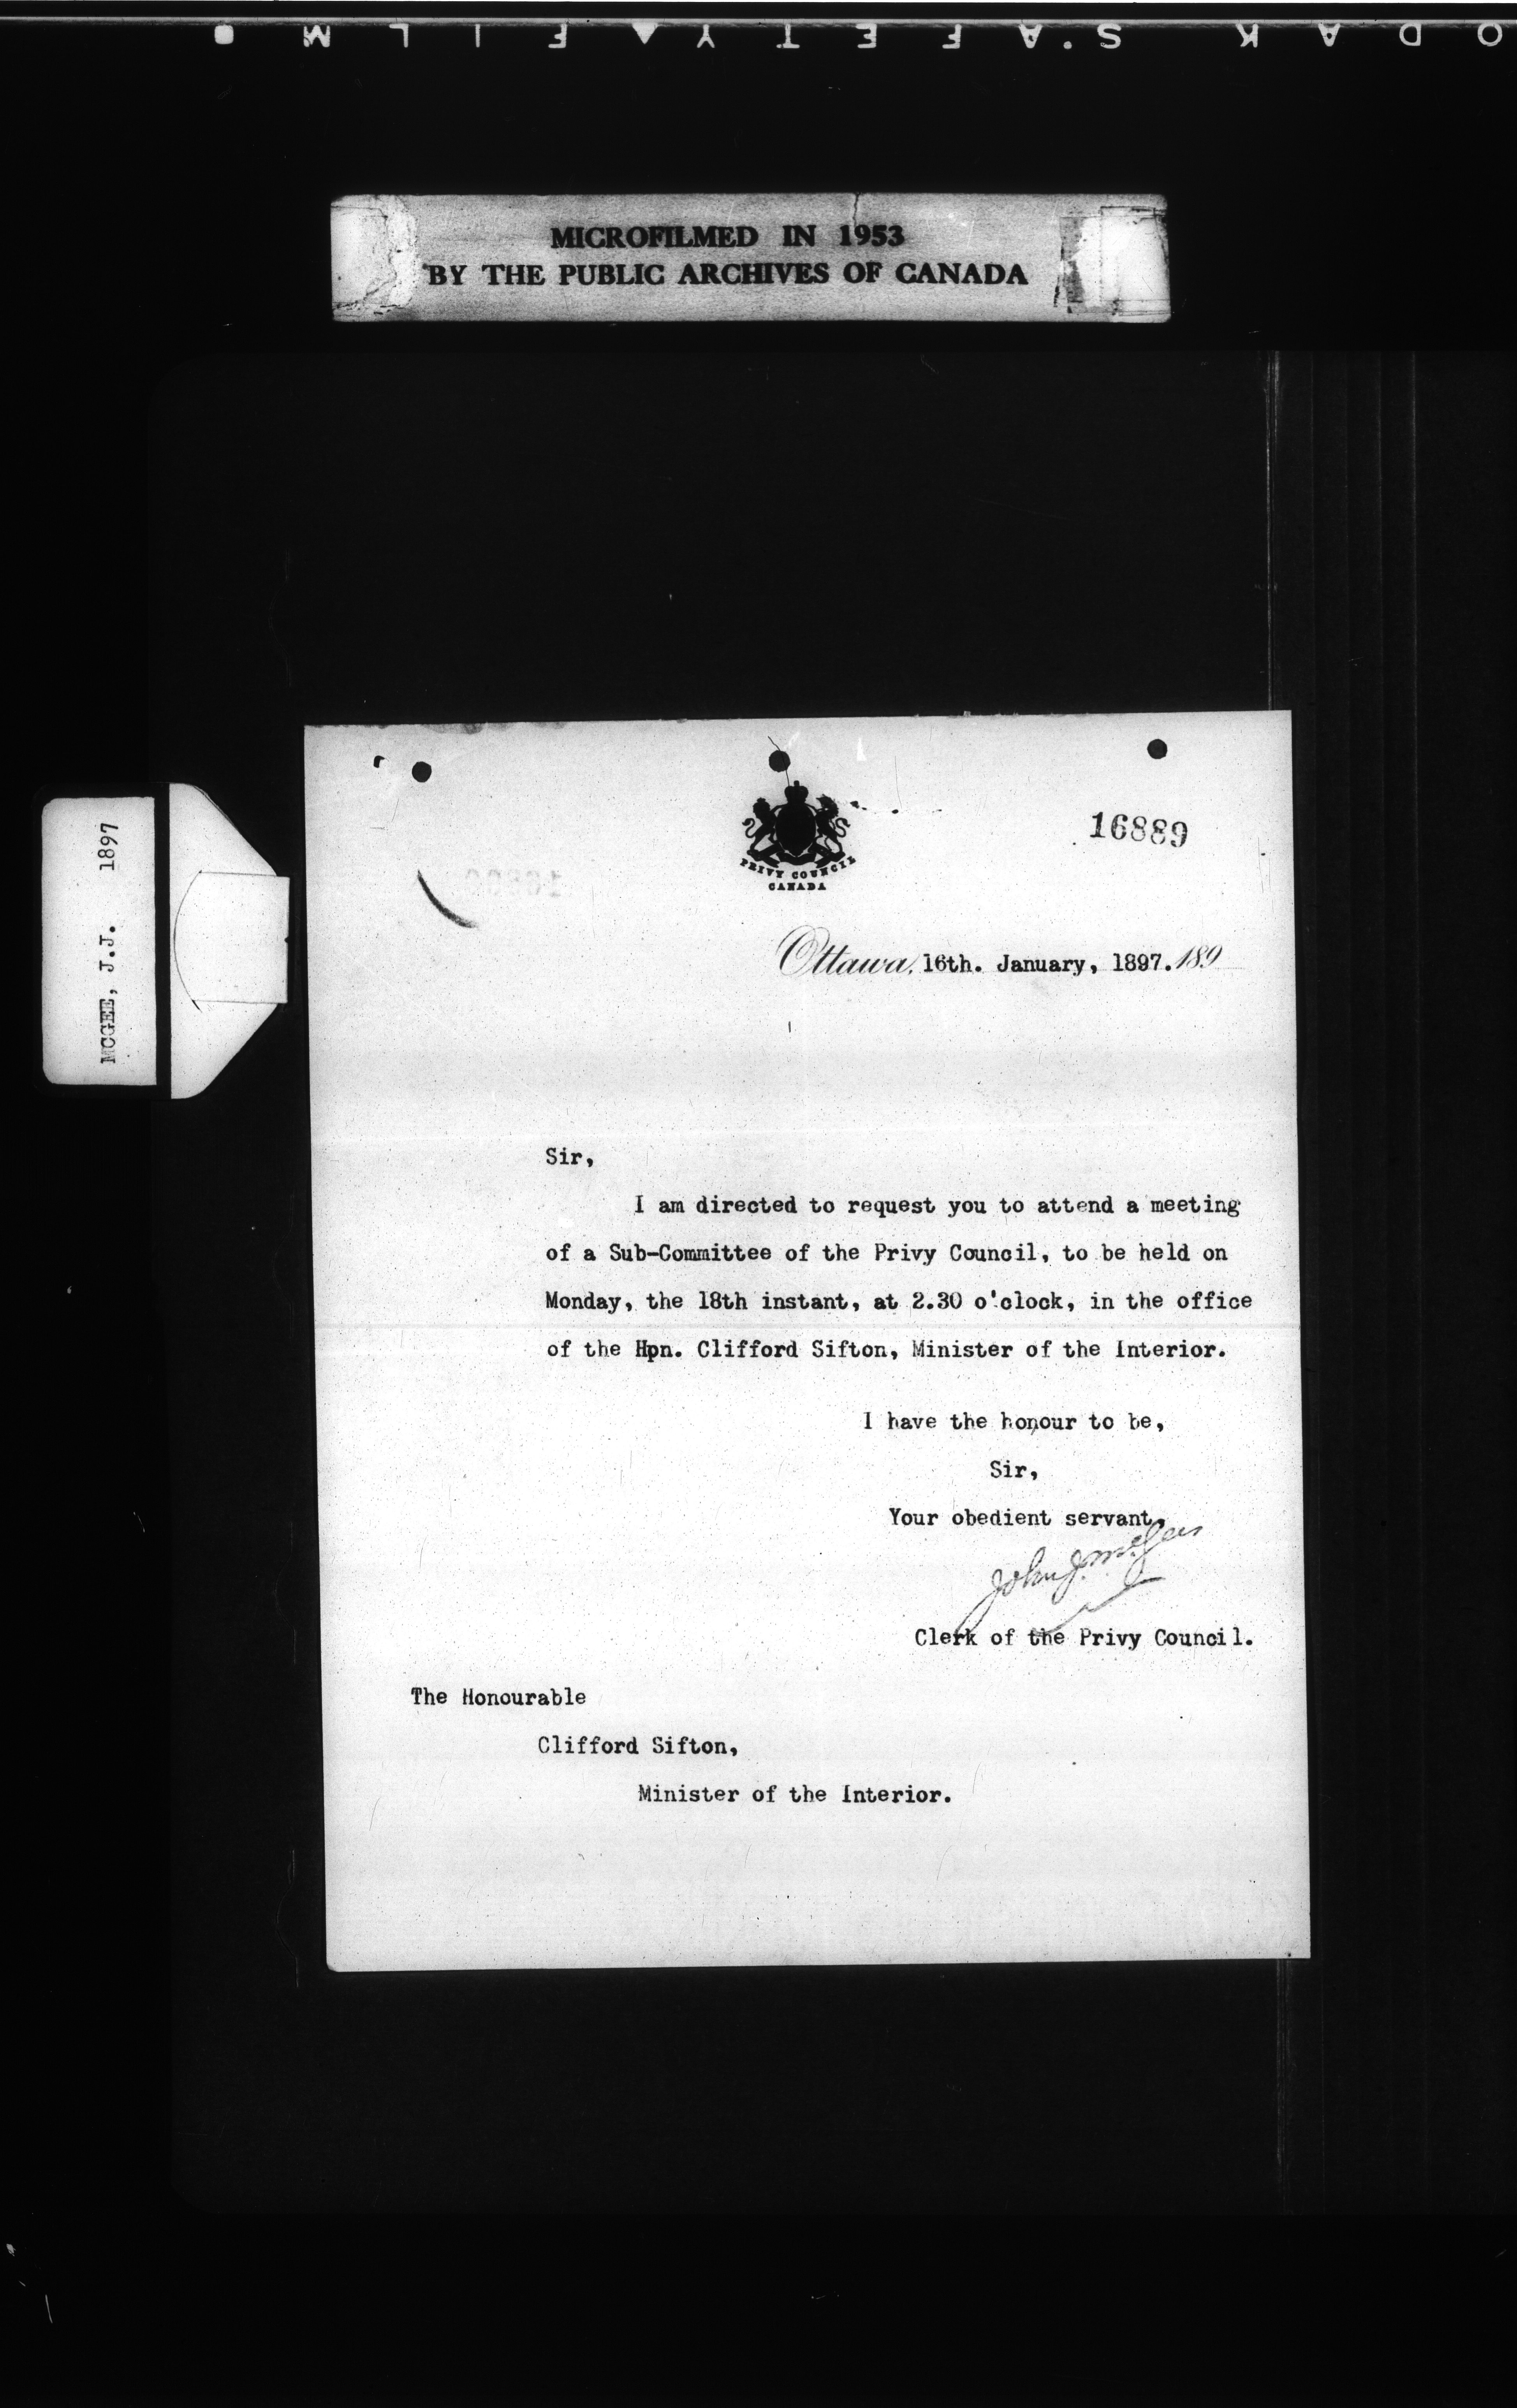 KODAK S.AFETY▲FILM
MICROFILMED IN 1953
BY THE PUBLIC ARCHIVES OF CANADA
MCGEE, J.J. 1897
PRIVY COUNCIL
CANADA
16889
Ottawa, 16th. January, 1897. 189
Sir,
I am directed to request you to attend a meeting
of a Sub-Committee of the Privy Council, to be held on
Monday, the 18th instant, at 2.30 o'clock, in the office
of the Hpn. Clifford Sifton, Minister of the Interior.
I have the honour to be,
Sir,
Your obedient servant,
John J. McGee
Clerk of the Privy Council.
The Honourable
Clifford Sifton,
Minister of the Interior.